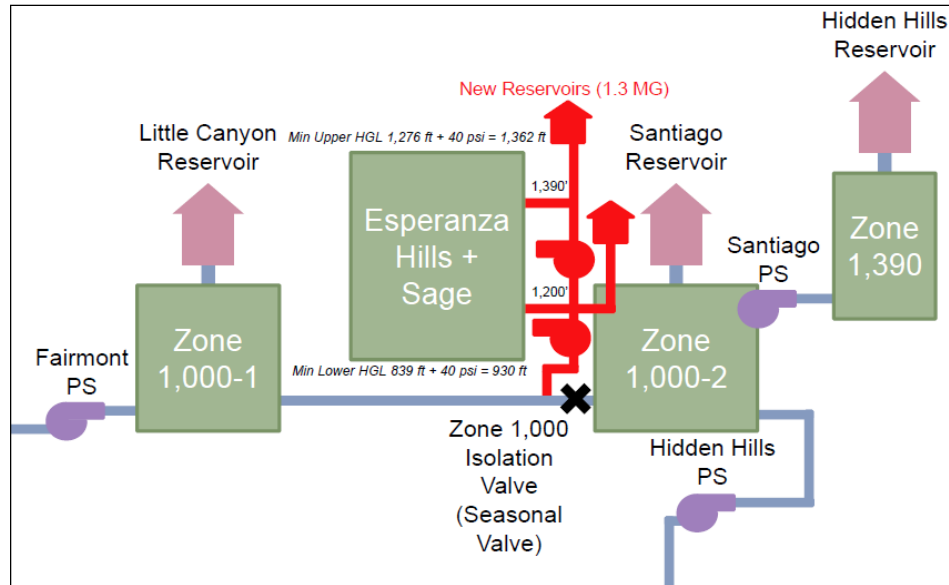 Hidden Hills
Reservoir
New Reservoirs (1.3 MG)
Little Canyon
Reservoir
Min Upper HGL 1,276 ft + 40 psi = 1,362 ft
Santiago
Reservoir
1,390'
Esperanza
Hills +
Sage
Zone
1,390
Santiago
PS
1,200'
Zone
1,000-1
Zone
1,000-2
Fairmont
PS
Min Lower HGL 839 ft + 40 psi = 930 ft
Zone 1,000
Isolation
Valve
(Seasonal
Valve)
Hidden Hills
PS